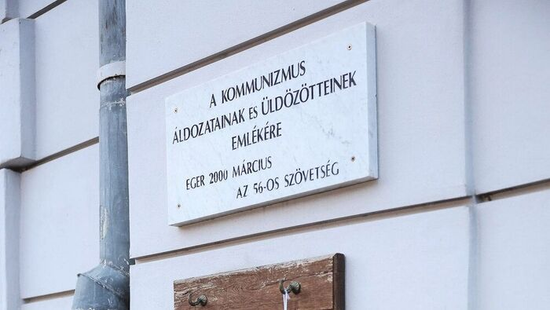 A KOMMUNIZMUS
ÁLDOZATAINAK ÉS ÜLDÖZÖTTEINEK
EMLÉKÉRE
EGER 2000 MÁRCIUS
AZ 56-OS SZÖVETSÉG